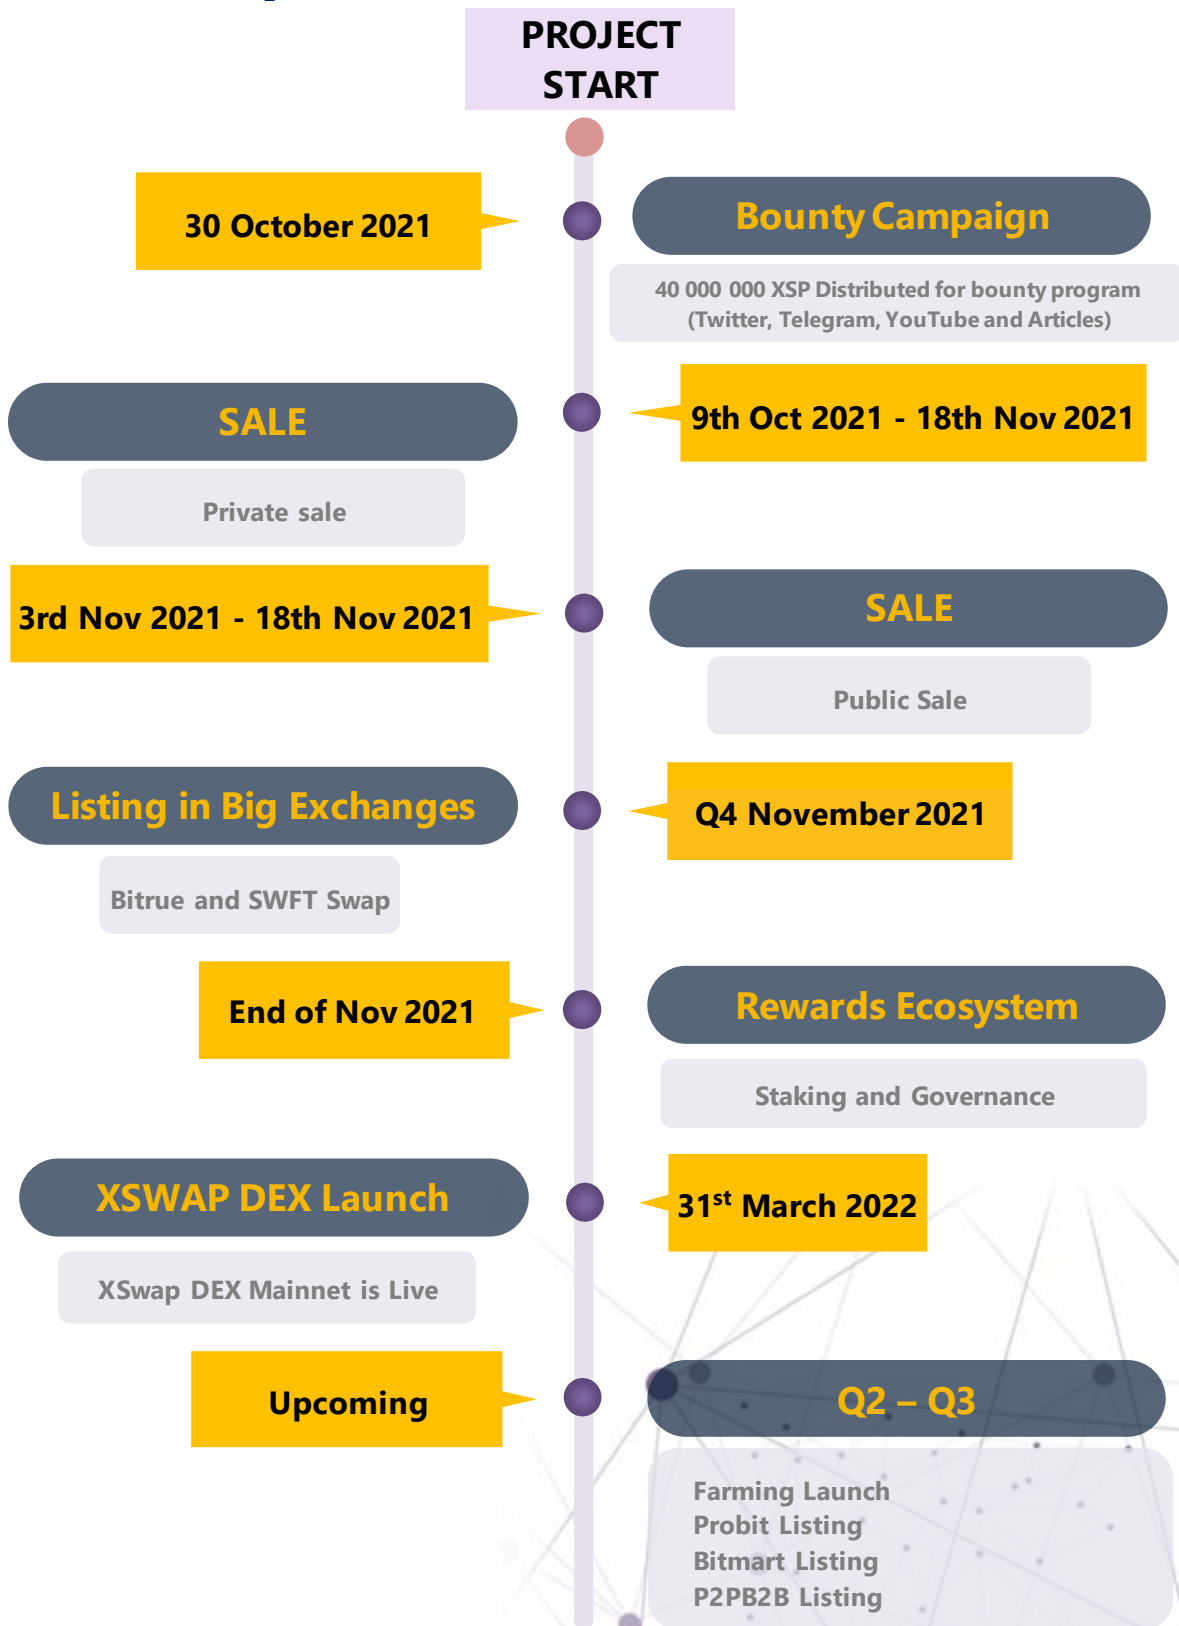 PROJECT
START
30 October 2021
Bounty Campaign
40 000 000 XSP Distributed for bounty program
(Twitter, Telegram, YouTube and Articles)
9th Oct 2021 - 18th Nov 2021
SALE
Private sale
3rd Nov 2021 - 18th Nov 2021
SALE
Public Sale
Q4 November 2021
Listing in Big Exchanges
Bitrue and SWFT Swap
End of Nov 2021
Rewards Ecosystem
Staking and Governance
31st March 2022
XSWAP DEX Launch
XSwap DEX Mainnet is Live
Upcoming
Q2 – Q3
Farming Launch
Probit Listing
Bitmart Listing
P2PB2B Listing